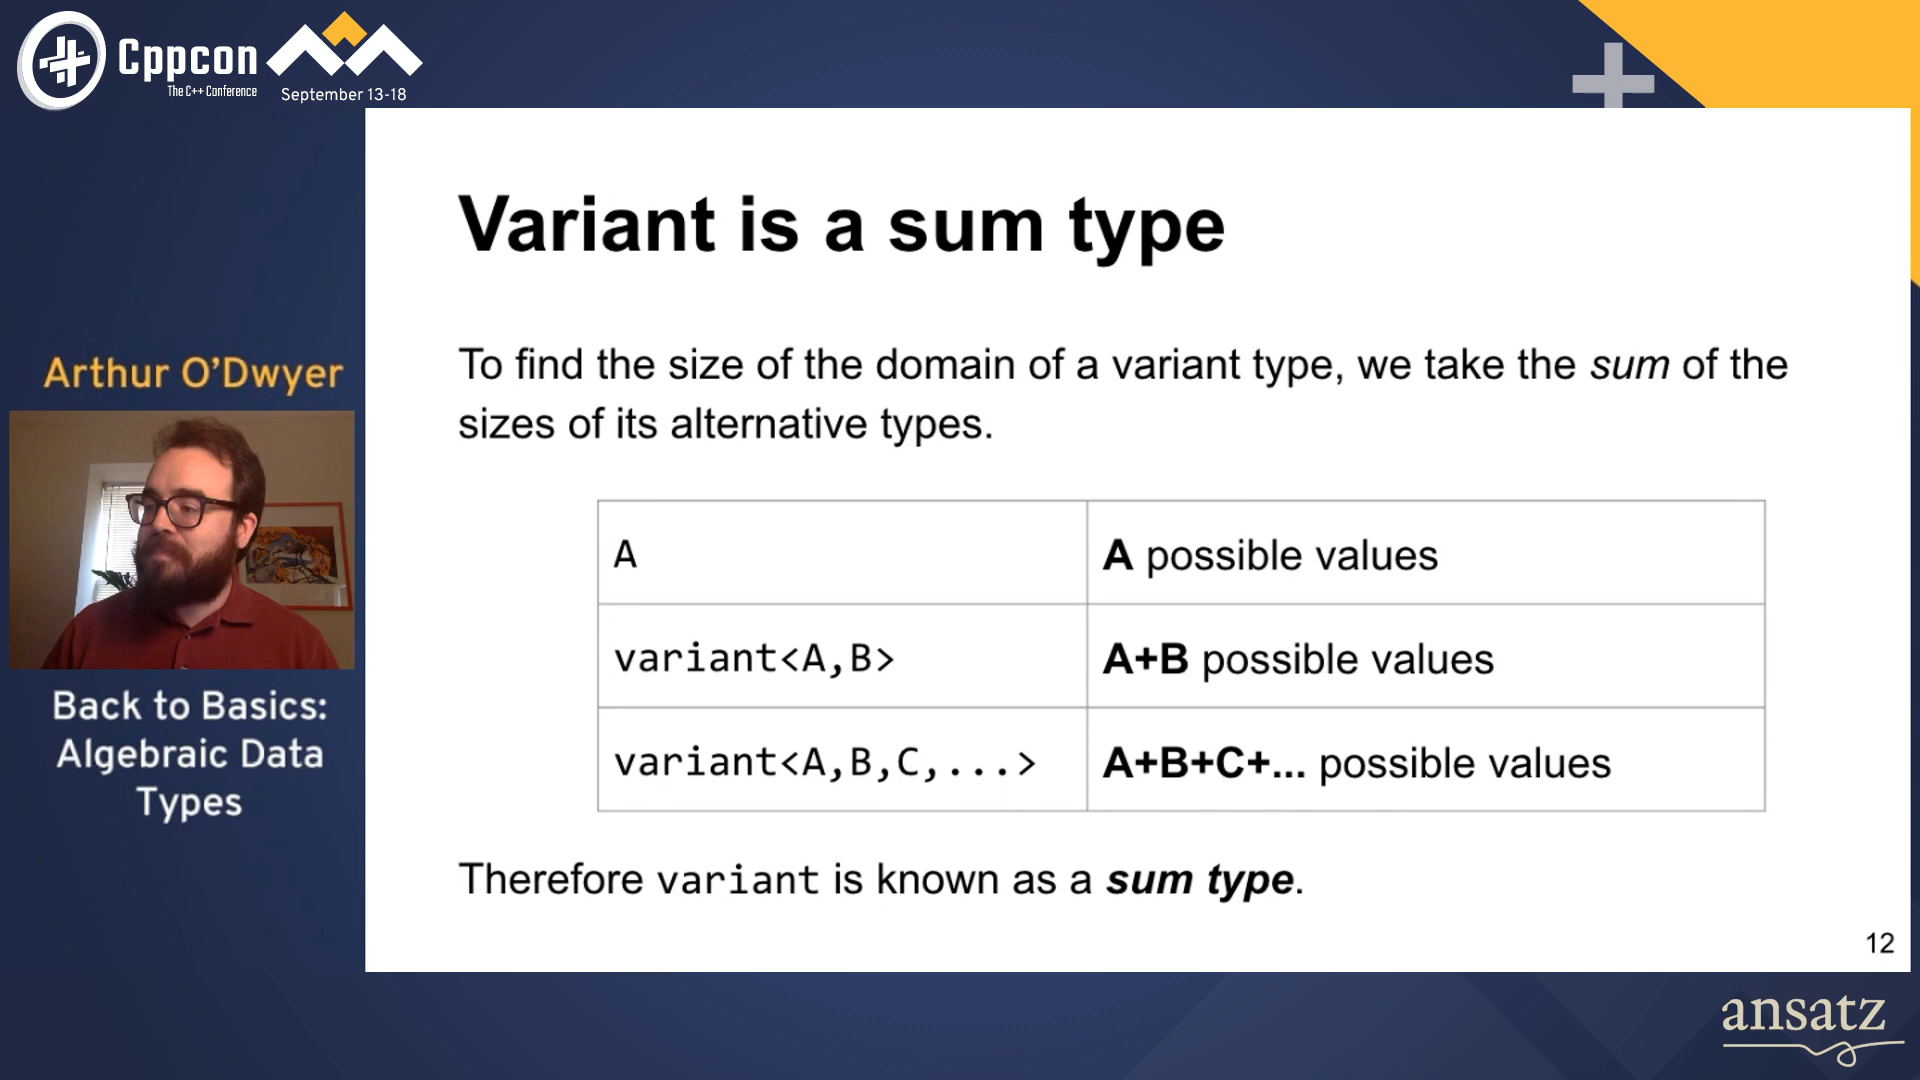 Cppcon
The C++ Conference
September 13-18
Variant is a sum type
To find the size of the domain of a variant type, we take the sum of the
sizes of its alternative types.
A
A possible values
variant<A,B>
A+B possible values
variant<A,B,C,...>
A+B+C+... possible values
Therefore variant is known as a sum type.
12
Arthur O'Dwyer
Back to Basics:
Algebraic Data
Types
ansatz